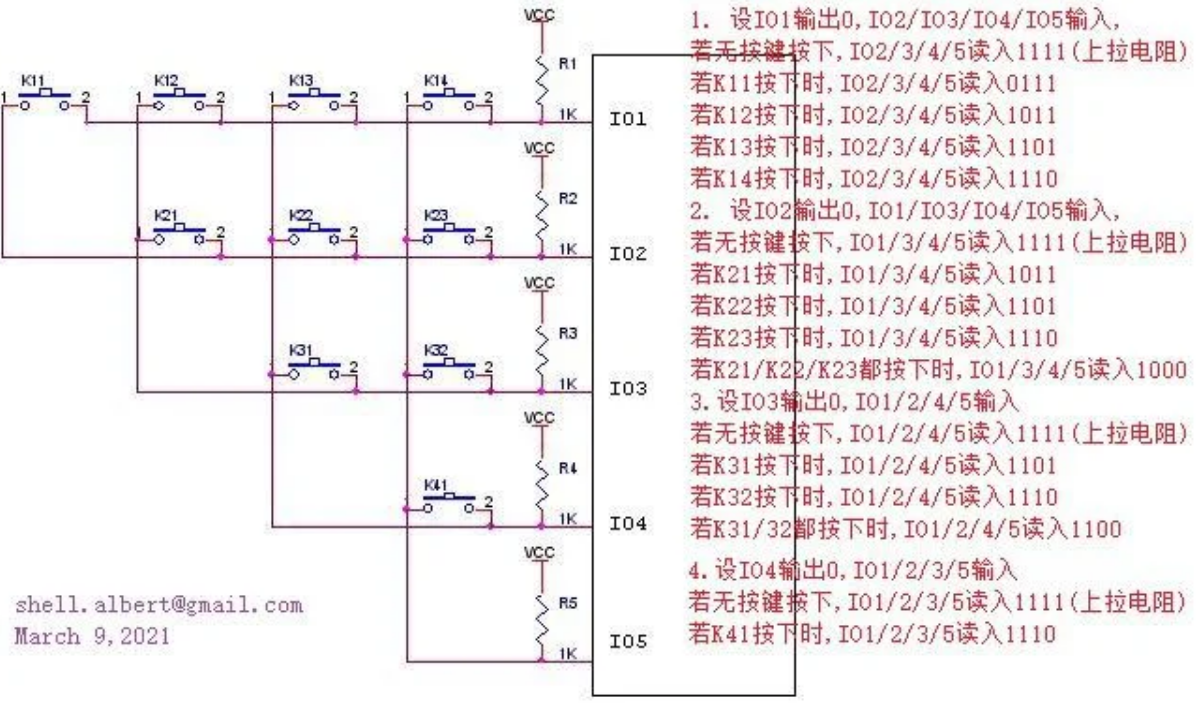 VCC
R1
K11
K12
K13
K14
1 2 1 2 1 2 1 2
1K
IO1
VCC
R2
K21
K22
K23
2 2 2
1K
IO2
VCC
R3
K31
K32
2 2
1K
IO3
VCC
R4
K41
2
1K
IO4
VCC
R5
1K
IO5
shell.albert@gmail.com
March 9,2021
1. 设IO1输出0,IO2/IO3/IO4/IO5输入,
若无按键按下,IO2/3/4/5读入1111(上拉电阻)
若K11按下时,IO2/3/4/5读入0111
若K12按下时,IO2/3/4/5读入1011
若K13按下时,IO2/3/4/5读入1101
若K14按下时,IO2/3/4/5读入1110
2. 设IO2输出0,IO1/IO3/IO4/IO5输入,
若无按键按下,IO1/3/4/5读入1111(上拉电阻)
若K21按下时,IO1/3/4/5读入1011
若K22按下时,IO1/3/4/5读入1101
若K23按下时,IO1/3/4/5读入1110
若K21/K22/K23都按下时,IO1/3/4/5读入1000
3.设IO3输出0,IO1/2/4/5输入
若无按键按下,IO1/2/4/5读入1111(上拉电阻)
若K31按下时,IO1/2/4/5读入1101
若K32按下时,IO1/2/4/5读入1110
若K31/32都按下时,IO1/2/4/5读入1100
4.设IO4输出0,IO1/2/3/5输入
若无按键按下,IO1/2/3/5读入1111(上拉电阻)
若K41按下时,IO1/2/3/5读入1110